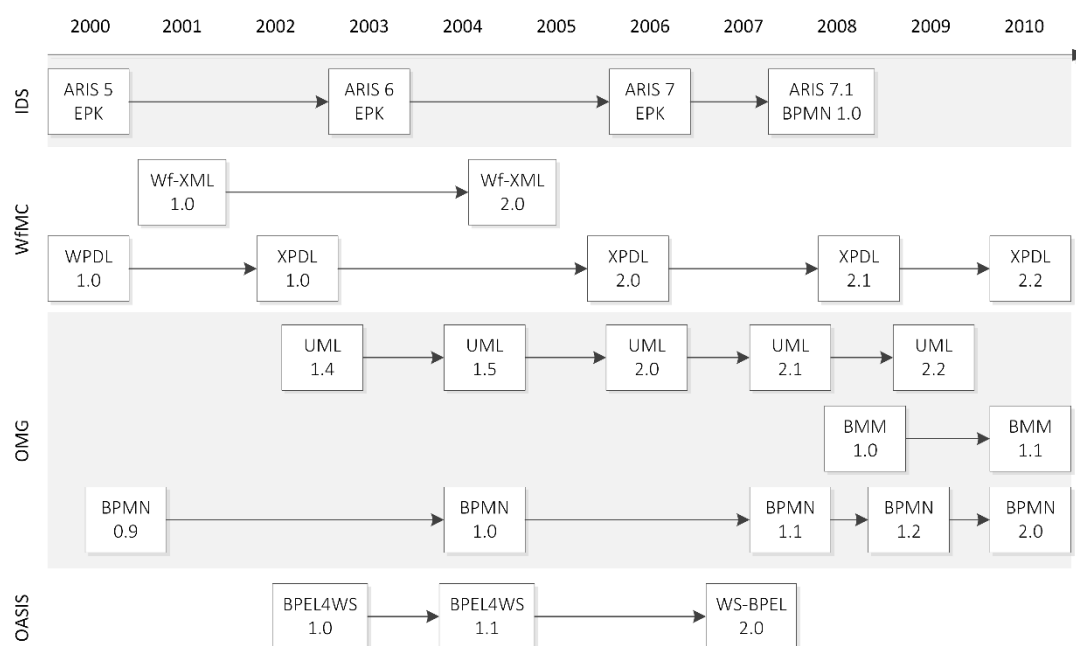 2000 2001 2002 2003 2004 2005 2006 2007 2008 2009 2010
IDS
ARIS 5
EPK
ARIS 6
EPK
ARIS 7
EPK
ARIS 7.1
BPMN 1.0
WfMC
Wf-XML
1.0
Wf-XML
2.0
WPDL
1.0
XPDL
1.0
XPDL
2.0
XPDL
2.1
XPDL
2.2
OMG
UML
1.4
UML
1.5
UML
2.0
UML
2.1
UML
2.2
BMM
1.0
BMM
1.1
BPMN
0.9
BPMN
1.0
BPMN
1.1
BPMN
1.2
BPMN
2.0
OASIS
BPEL4WS
1.0
BPEL4WS
1.1
WS-BPEL
2.0